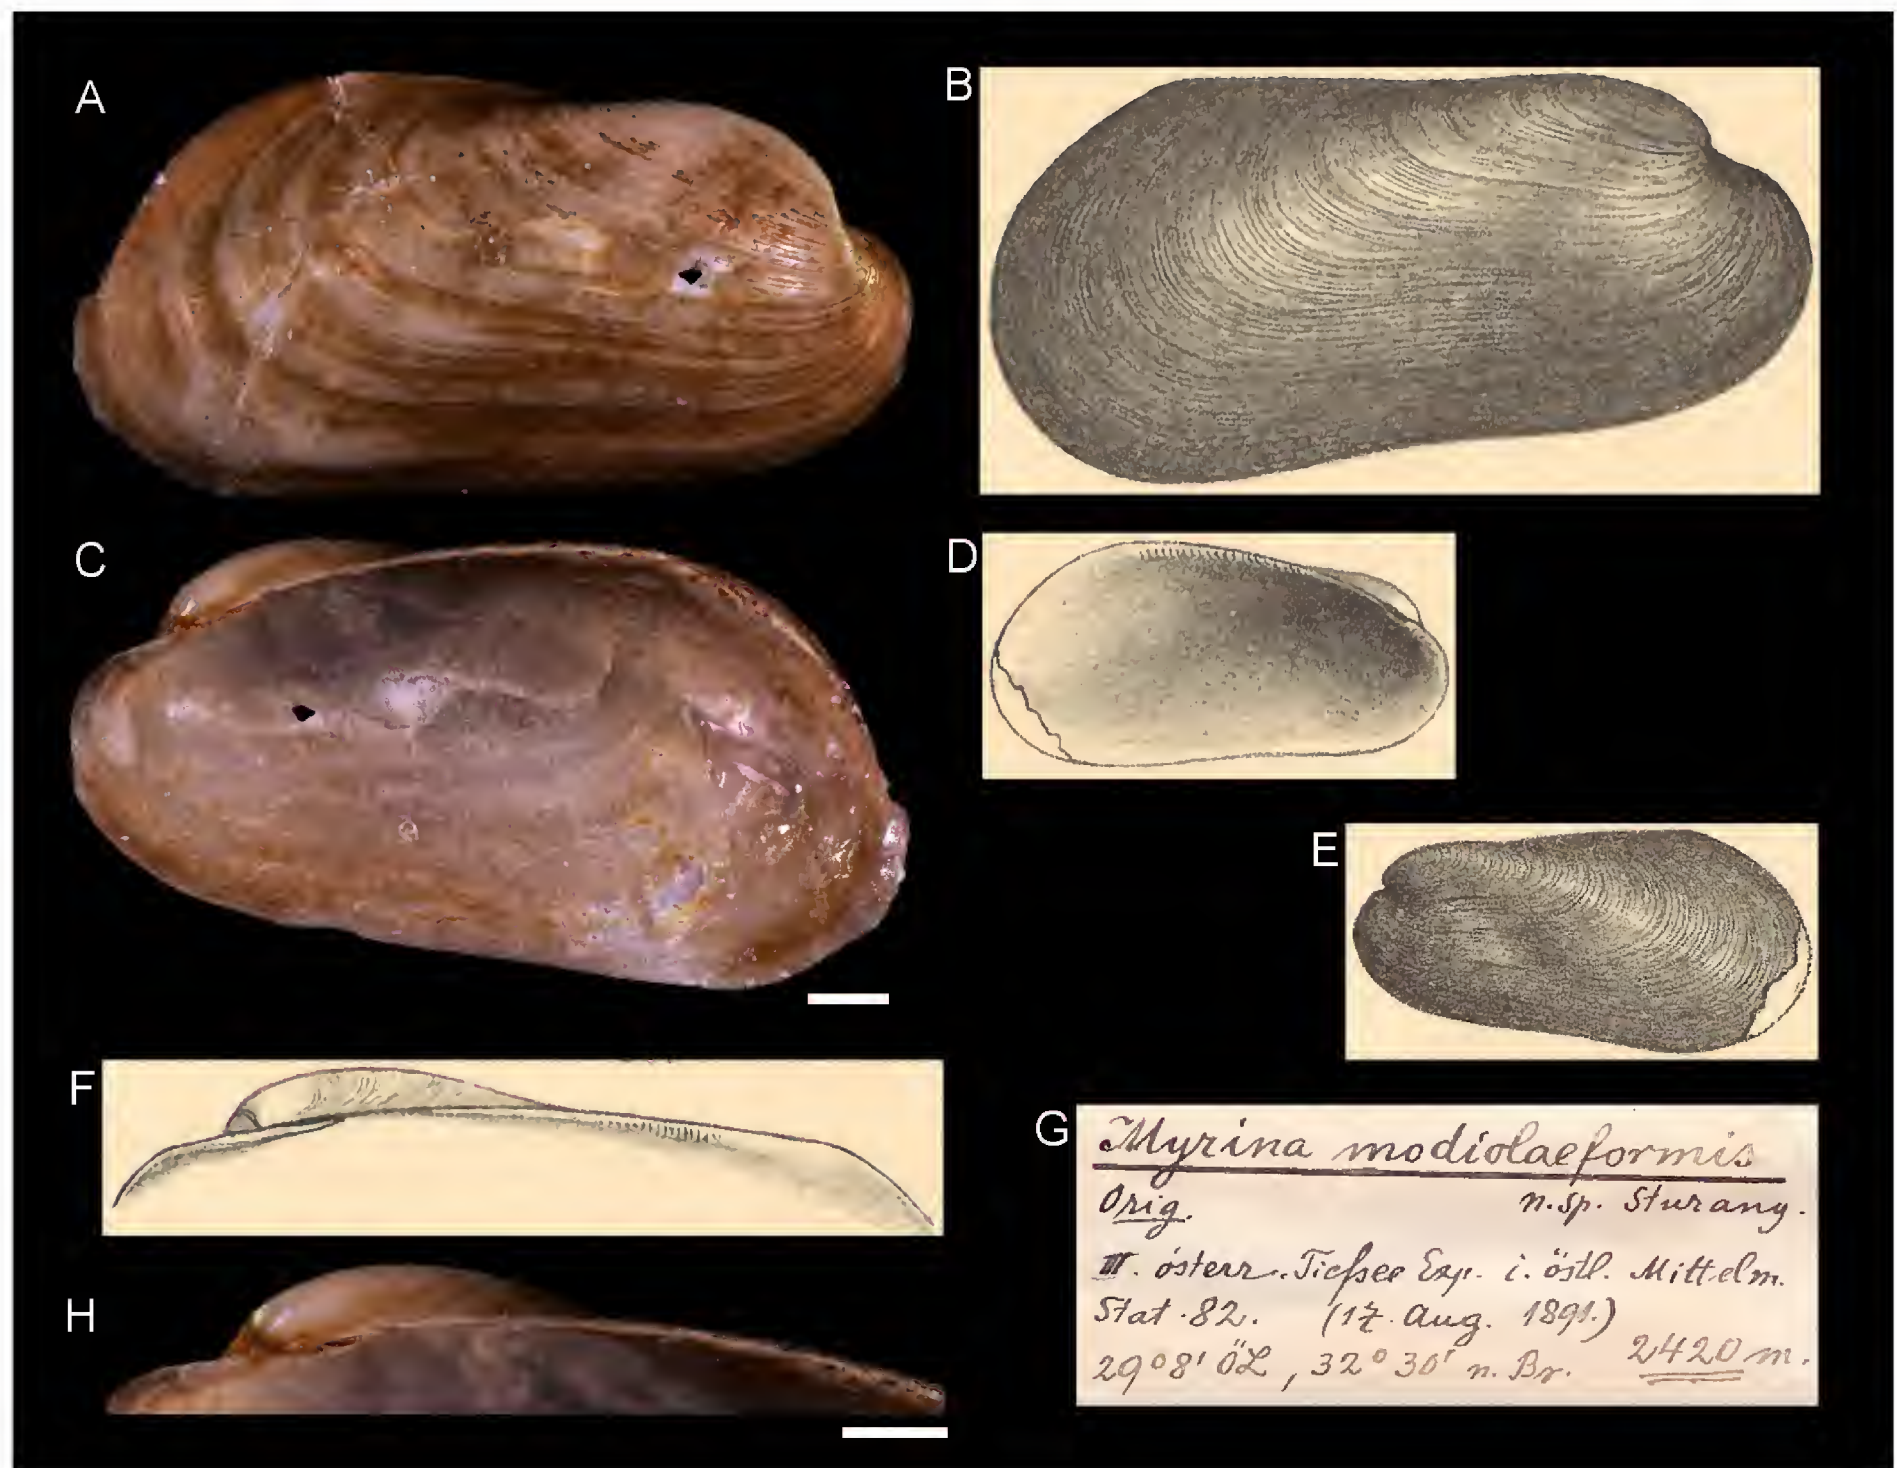 A
B
C
D
E
F
G
H
Myrina modiolaeformis
Orig. n. sp. Sturany.
III. österr. Tiefsee Exp. i. östl. Mittelm.
Stat. 82. (17. Aug. 1891.)
29° 8' ÖL, 32° 30' n. Br. 2420 m.